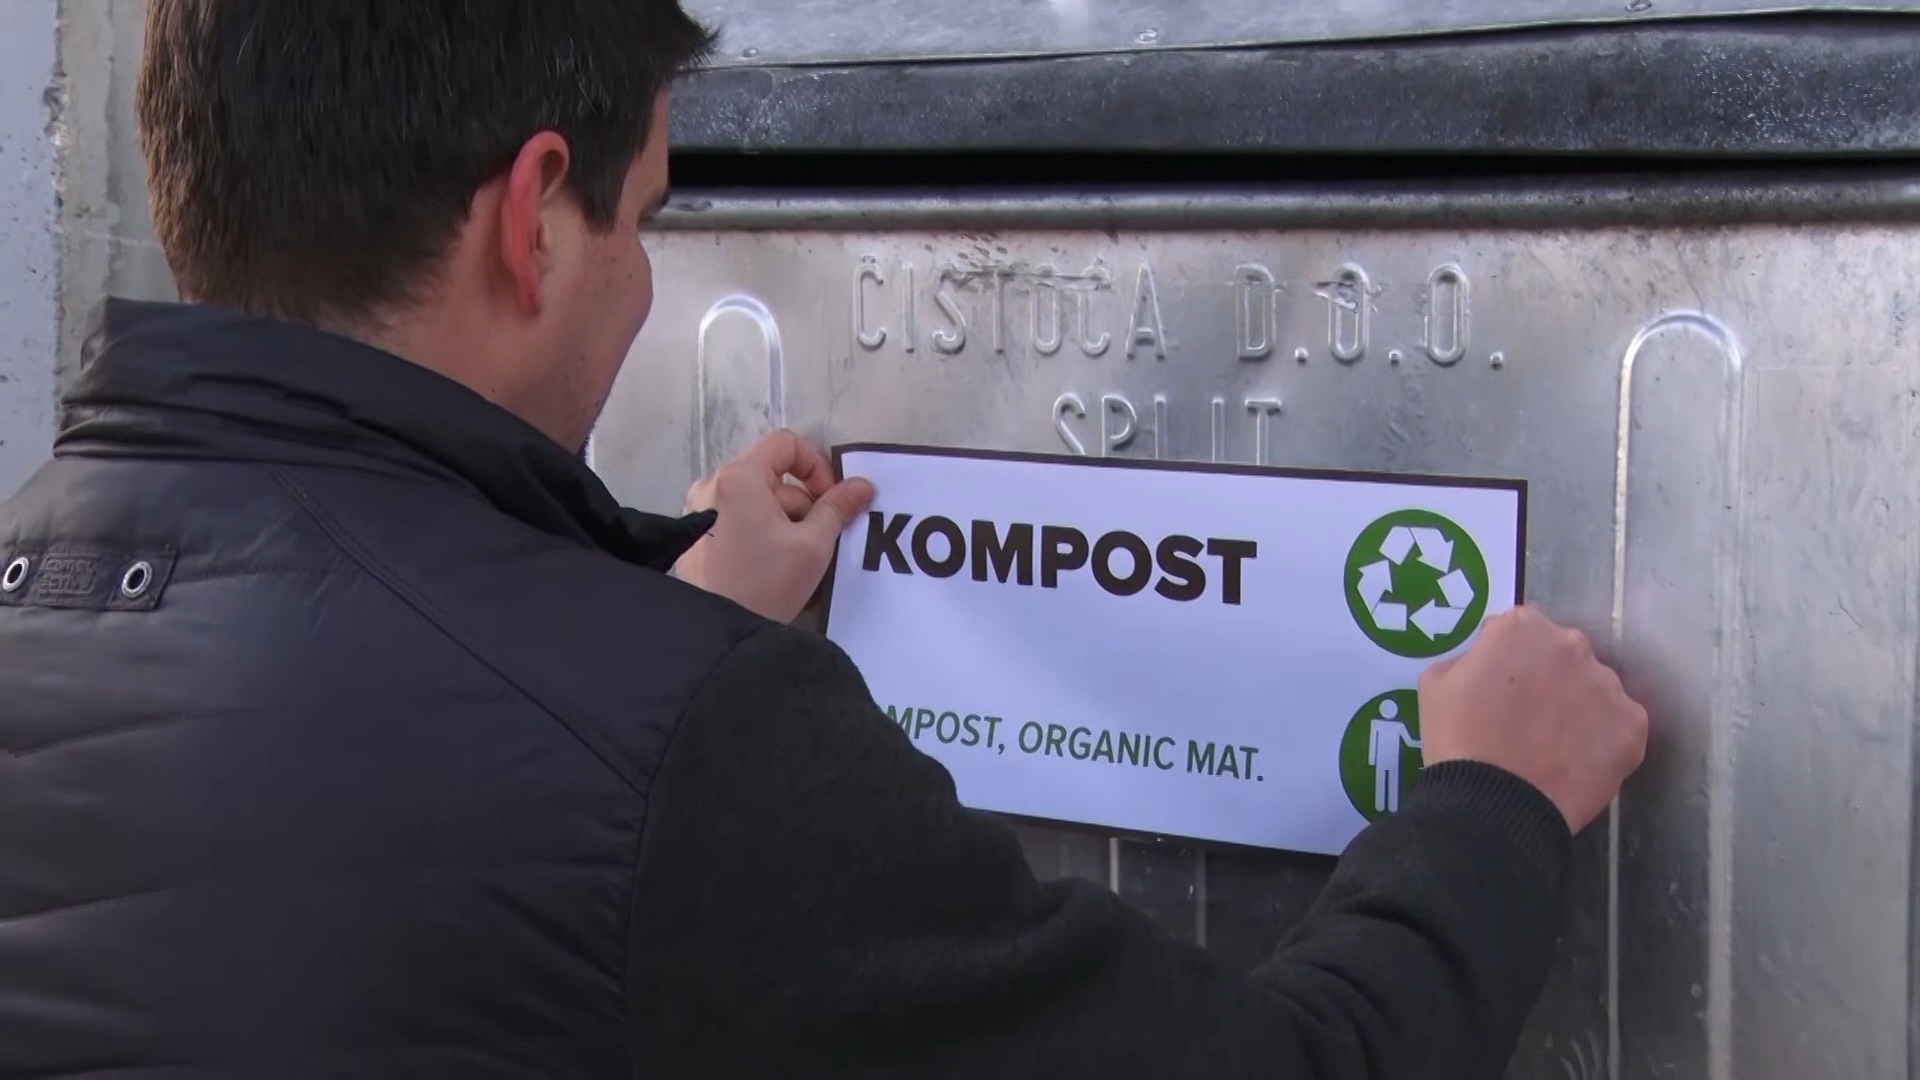 ČISTOĆA D.O.O.
SPLIT
KOMPOST
MPOST, ORGANIC MAT.